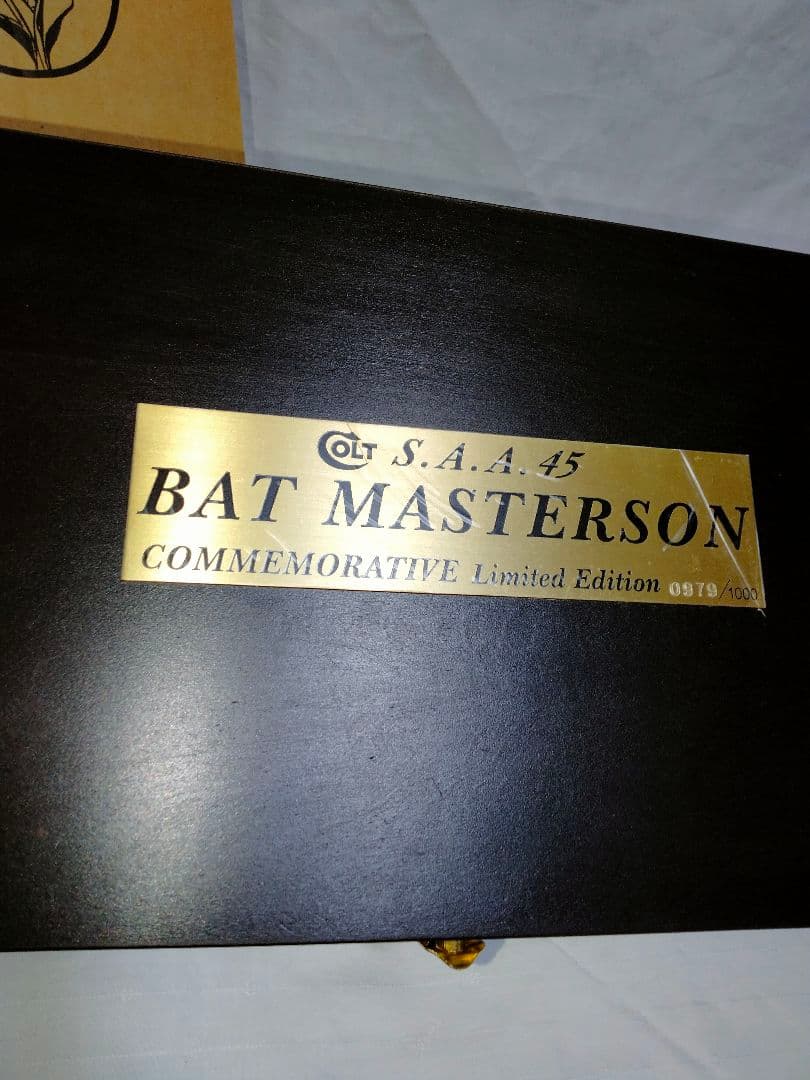 COLT S.A.A. 45
BAT MASTERSON
COMMEMORATIVE Limited Edition 0979/1000